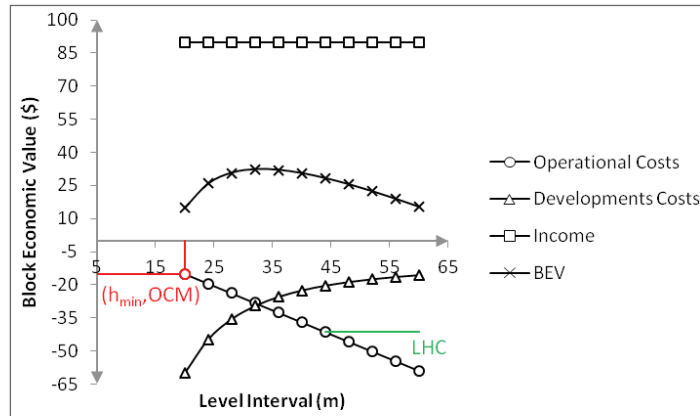 100
85
70
55
40
25
10
-5
-20
-35
-50
-65
Block Economic Value ($)
5 15 25 35 45 55 65
(hmin,OCM)
LHC
Level Interval (m)
Operational Costs
Developments Costs
Income
BEV